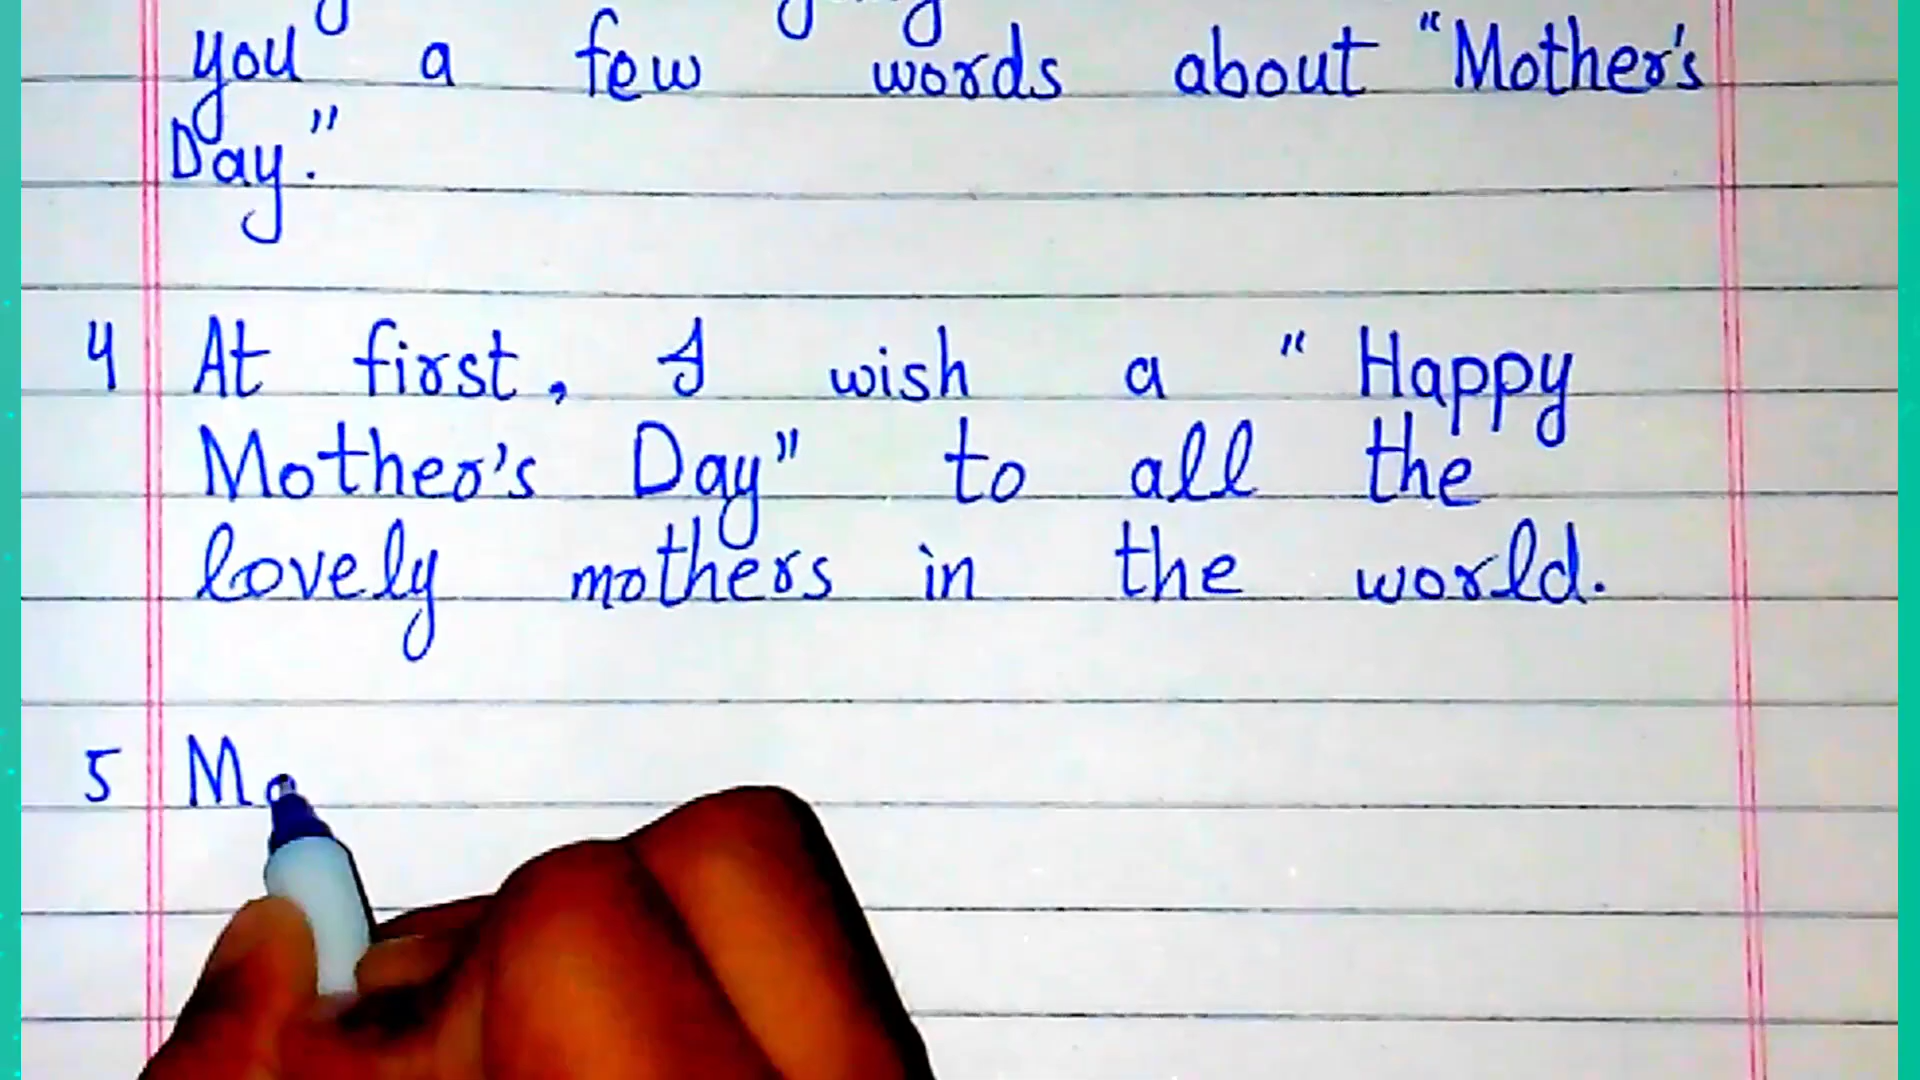 you a few words about "Mother's
Day."
4 At first, I wish a "Happy
Mother's Day" to all the
lovely mothers in the world.
5 Mo